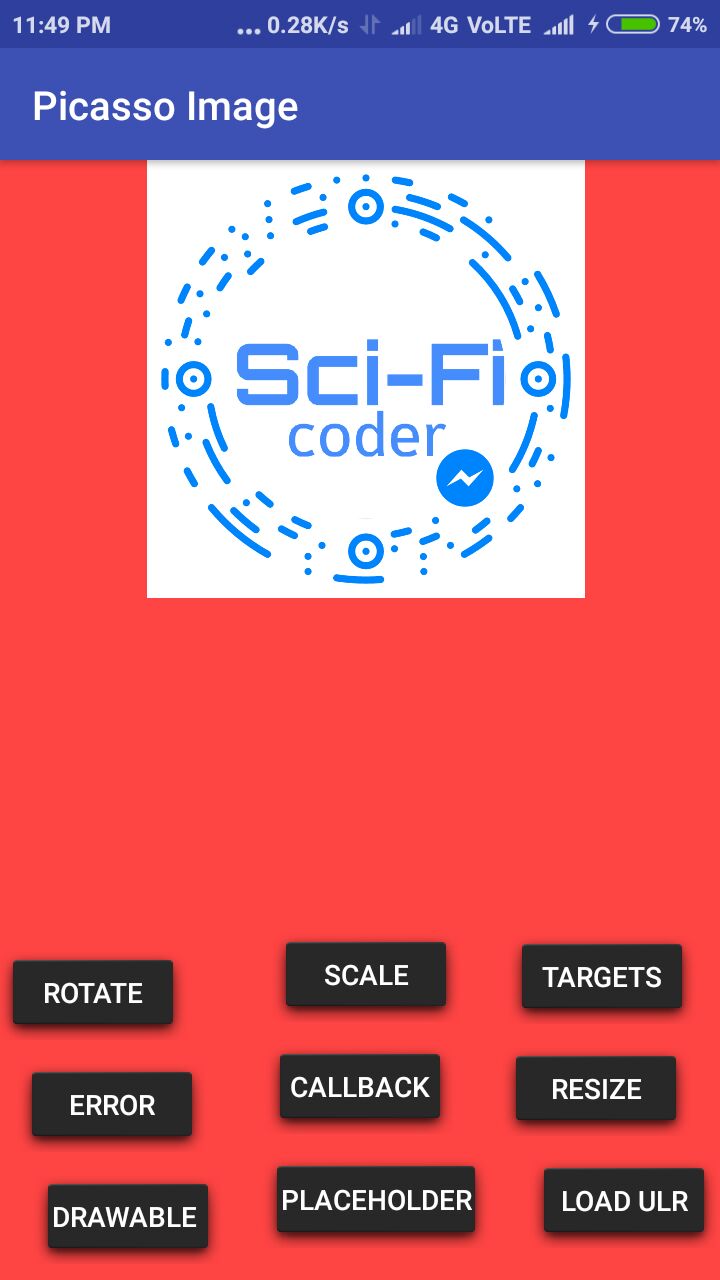 11:49 PM ... 0.28K/s 4G VoLTE 74%
Picasso Image
Sci-Fi
coder
ROTATE SCALE TARGETS
ERROR CALLBACK RESIZE
DRAWABLE PLACEHOLDER LOAD ULR